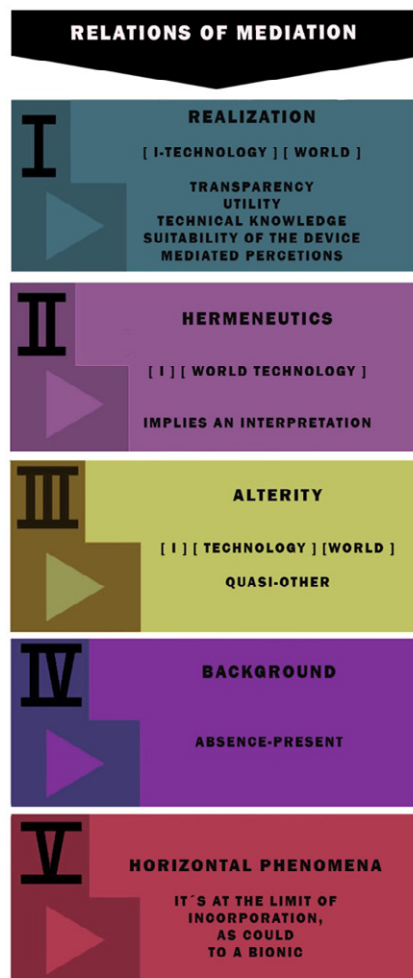 RELATIONS OF MEDIATION
I
REALIZATION
[ I-TECHNOLOGY ] [ WORLD ]
TRANSPARENCY
UTILITY
TECHNICAL KNOWLEDGE
SUITABILITY OF THE DEVICE
MEDIATED PERCETIONS
II
HERMENEUTICS
[ I ] [ WORLD TECHNOLOGY ]
IMPLIES AN INTERPRETATION
III
ALTERITY
[ I ] [ TECHNOLOGY ] [WORLD ]
QUASI-OTHER
IV
BACKGROUND
ABSENCE-PRESENT
V
HORIZONTAL PHENOMENA
IT´S AT THE LIMIT OF
INCORPORATION,
AS COULD
TO A BIONIC